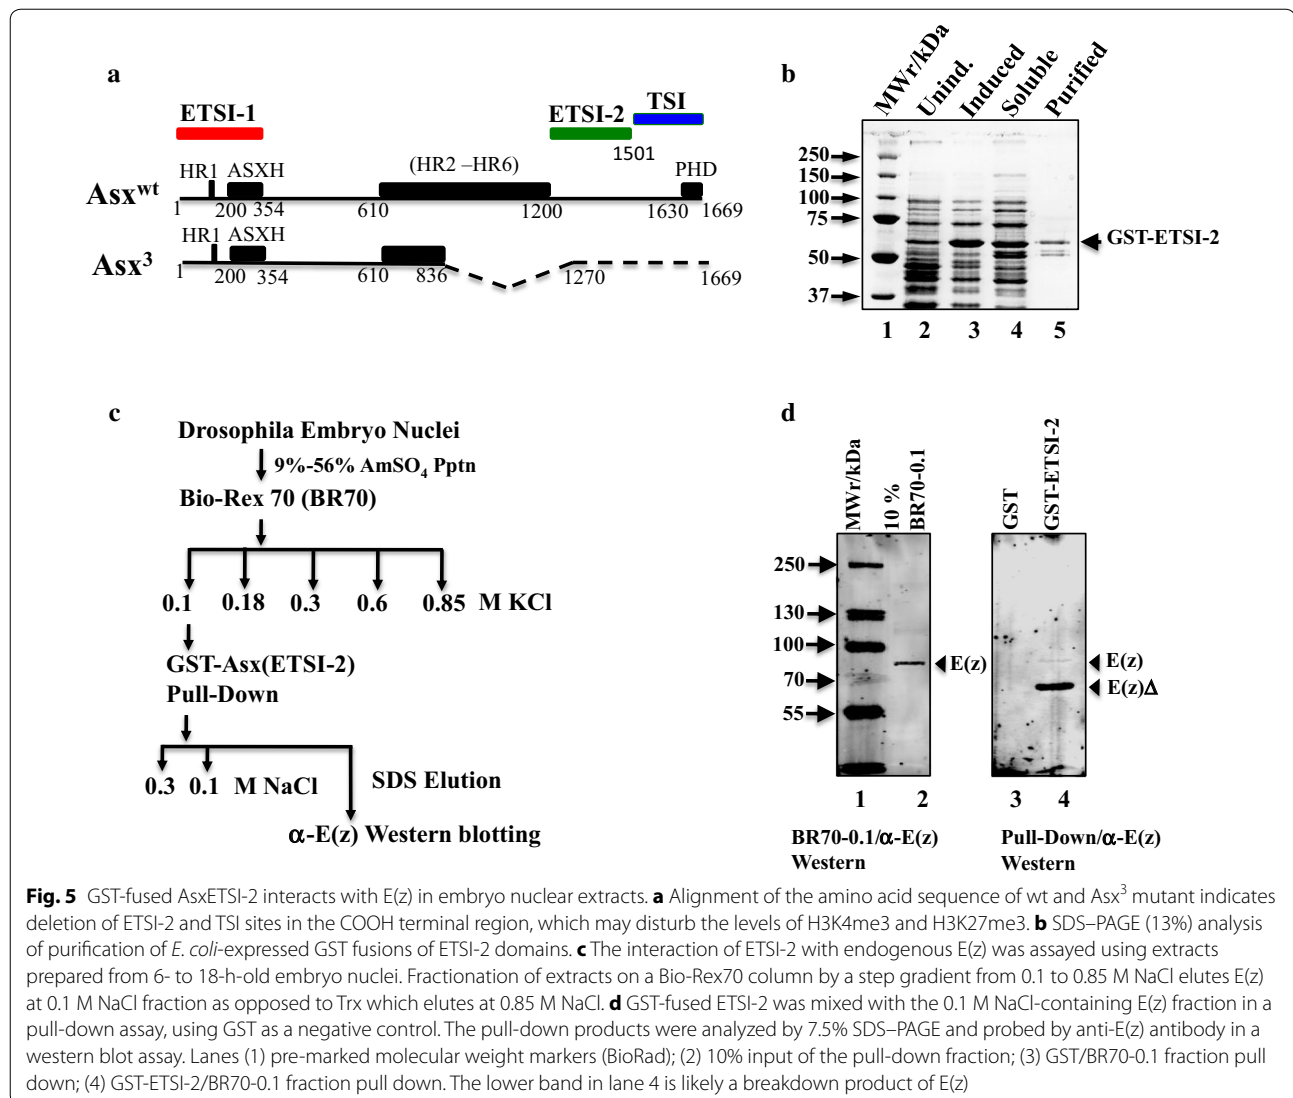 a
ETSI-1
ETSI-2
TSI
1501
HR1
ASXH
(HR2 –HR6)
PHD
Asxwt
1
200
354
610
1200
1630
1669
HR1
ASXH
Asx3
1
200
354
610
836
1270
1669
b
MWr/kDa
Unind.
Induced
Soluble
Purified
250
150
100
75
50
37
GST-ETSI-2
1 2 3 4 5
c
Drosophila Embryo Nuclei
9%-56% AmSO4 Pptn
Bio-Rex 70 (BR70)
0.1 0.18 0.3 0.6 0.85 M KCl
GST-Asx(ETSI-2)
Pull-Down
0.3 0.1 M NaCl
SDS Elution
α-E(z) Western blotting
d
MWr/kDa
10 %
BR70-0.1
GST
GST-ETSI-2
250
130
100
70
55
E(z)
E(z)
E(z)Δ
1 2 3 4
BR70-0.1/α-E(z)
Western
Pull-Down/α-E(z)
Western
Fig. 5 GST-fused AsxETSI-2 interacts with E(z) in embryo nuclear extracts. a Alignment of the amino acid sequence of wt and Asx3 mutant indicates
deletion of ETSI-2 and TSI sites in the COOH terminal region, which may disturb the levels of H3K4me3 and H3K27me3. b SDS–PAGE (13%) analysis
of purification of E. coli-expressed GST fusions of ETSI-2 domains. c The interaction of ETSI-2 with endogenous E(z) was assayed using extracts
prepared from 6- to 18-h-old embryo nuclei. Fractionation of extracts on a Bio-Rex70 column by a step gradient from 0.1 to 0.85 M NaCl elutes E(z)
at 0.1 M NaCl fraction as opposed to Trx which elutes at 0.85 M NaCl. d GST-fused ETSI-2 was mixed with the 0.1 M NaCl-containing E(z) fraction in a
pull-down assay, using GST as a negative control. The pull-down products were analyzed by 7.5% SDS–PAGE and probed by anti-E(z) antibody in a
western blot assay. Lanes (1) pre-marked molecular weight markers (BioRad); (2) 10% input of the pull-down fraction; (3) GST/BR70-0.1 fraction pull
down; (4) GST-ETSI-2/BR70-0.1 fraction pull down. The lower band in lane 4 is likely a breakdown product of E(z)